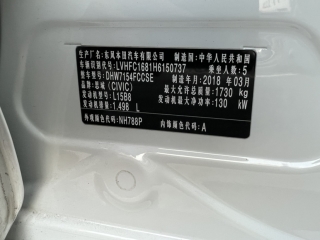 生产厂名：东风本田汽车有限公司 制造国：中华人民共和国
车辆识别代号：LVHFC1681H6150737 乘坐人数：5
整车型号：DHW7154FCCSE 制造年月：2018 年03月
品牌：思域 (CIVIC) 最大允许总质量：1730 kg
发动机型号：L15B8 发动机最大净功率：130 kW
发动机排量：1.498 L
外观颜色代码：NH788P 内饰颜色代码：A